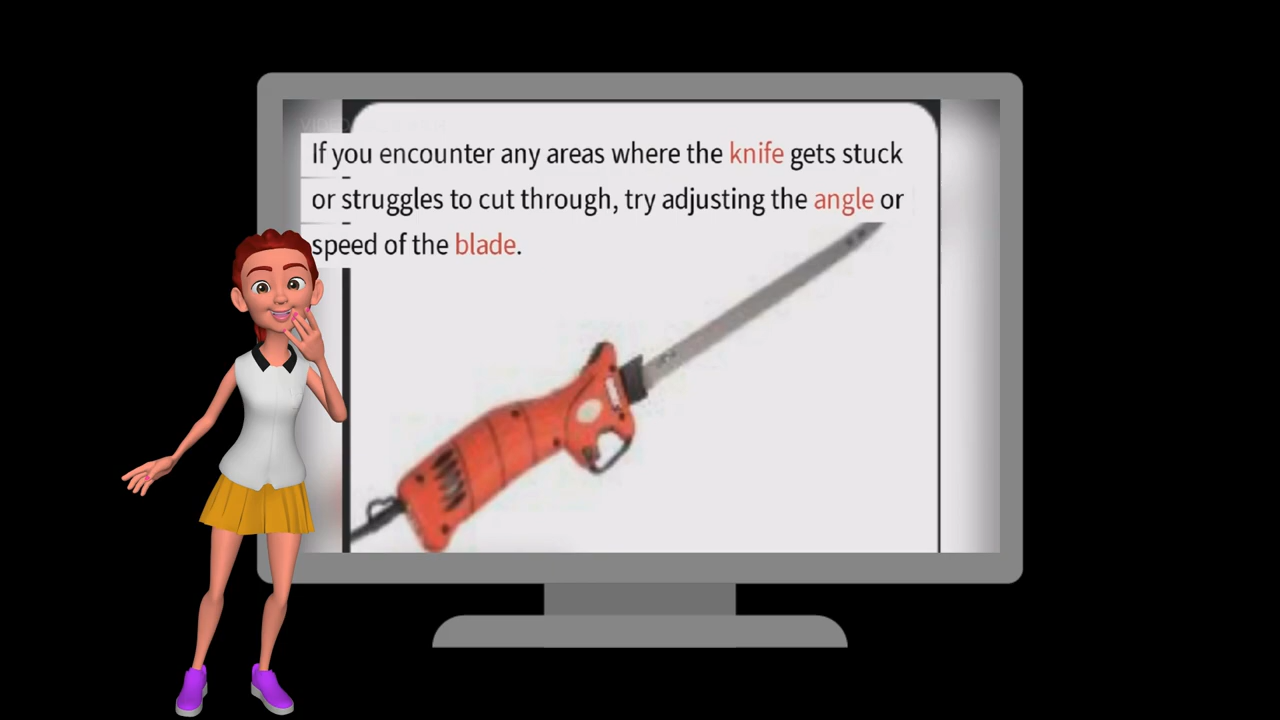 If you encounter any areas where the knife gets stuck
or struggles to cut through, try adjusting the angle or
speed of the blade.